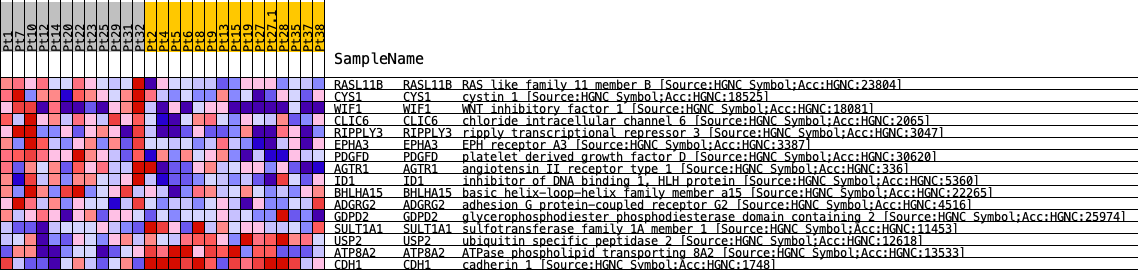 Pt1 Pt7 Pt10 Pt12 Pt14 Pt20 Pt22 Pt23 Pt25 Pt29 Pt31 Pt32 Pt2 Pt4 Pt5 Pt6 Pt8 Pt9 Pt13 Pt15 Pt19 Pt27 Pt27.1 Pt28 Pt35 Pt37 Pt38
SampleName
RASL11B RASL11B RAS like family 11 member B [Source:HGNC Symbol;Acc:HGNC:23804]
CYS1 CYS1 cystin 1 [Source:HGNC Symbol;Acc:HGNC:18525]
WIF1 WIF1 WNT inhibitory factor 1 [Source:HGNC Symbol;Acc:HGNC:18081]
CLIC6 CLIC6 chloride intracellular channel 6 [Source:HGNC Symbol;Acc:HGNC:2065]
RIPPLY3 RIPPLY3 ripply transcriptional repressor 3 [Source:HGNC Symbol;Acc:HGNC:3047]
EPHA3 EPHA3 EPH receptor A3 [Source:HGNC Symbol;Acc:HGNC:3387]
PDGFD PDGFD platelet derived growth factor D [Source:HGNC Symbol;Acc:HGNC:30620]
AGTR1 AGTR1 angiotensin II receptor type 1 [Source:HGNC Symbol;Acc:HGNC:336]
ID1 ID1 inhibitor of DNA binding 1, HLH protein [Source:HGNC Symbol;Acc:HGNC:5360]
BHLHA15 BHLHA15 basic helix-loop-helix family member a15 [Source:HGNC Symbol;Acc:HGNC:22265]
ADGRG2 ADGRG2 adhesion G protein-coupled receptor G2 [Source:HGNC Symbol;Acc:HGNC:4516]
GDPD2 GDPD2 glycerophosphodiester phosphodiesterase domain containing 2 [Source:HGNC Symbol;Acc:HGNC:25974]
SULT1A1 SULT1A1 sulfotransferase family 1A member 1 [Source:HGNC Symbol;Acc:HGNC:11453]
USP2 USP2 ubiquitin specific peptidase 2 [Source:HGNC Symbol;Acc:HGNC:12618]
ATP8A2 ATP8A2 ATPase phospholipid transporting 8A2 [Source:HGNC Symbol;Acc:HGNC:13533]
CDH1 CDH1 cadherin 1 [Source:HGNC Symbol;Acc:HGNC:1748]